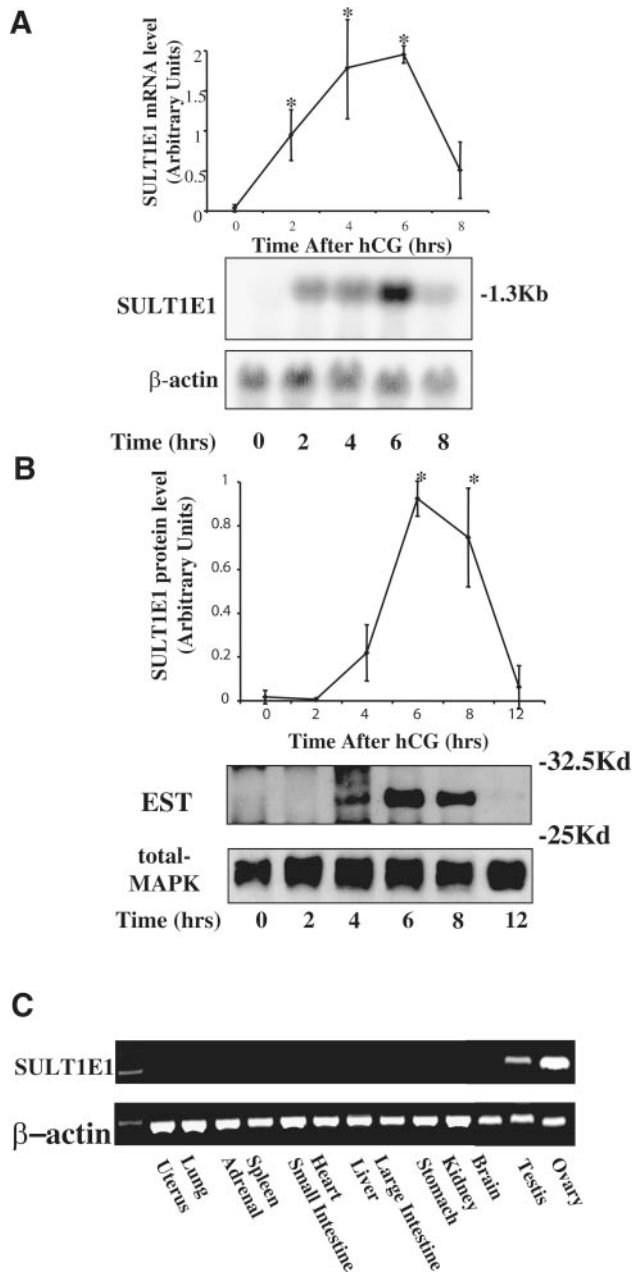 A
SULT1E1 mRNA level
(Arbitrary Units)
2
1.5
1
0.5
0
0 2 4 6 8
* * *
Time After hCG (hrs)
SULT1E1
-1.3Kb
β-actin
Time (hrs) 0 2 4 6 8
B
SULT1E1 protein level
(Arbitrary Units)
1
0.8
0.6
0.4
0.2
0
0 2 4 6 8 12
* *
Time After hCG (hrs)
-32.5Kd
EST
-25Kd
total-
MAPK
Time (hrs) 0 2 4 6 8 12
C
SULT1E1
β–actin
Uterus
Lung
Adrenal
Spleen
Small Intestine
Heart
Liver
Large Intestine
Stomach
Kidney
Brain
Testis
Ovary